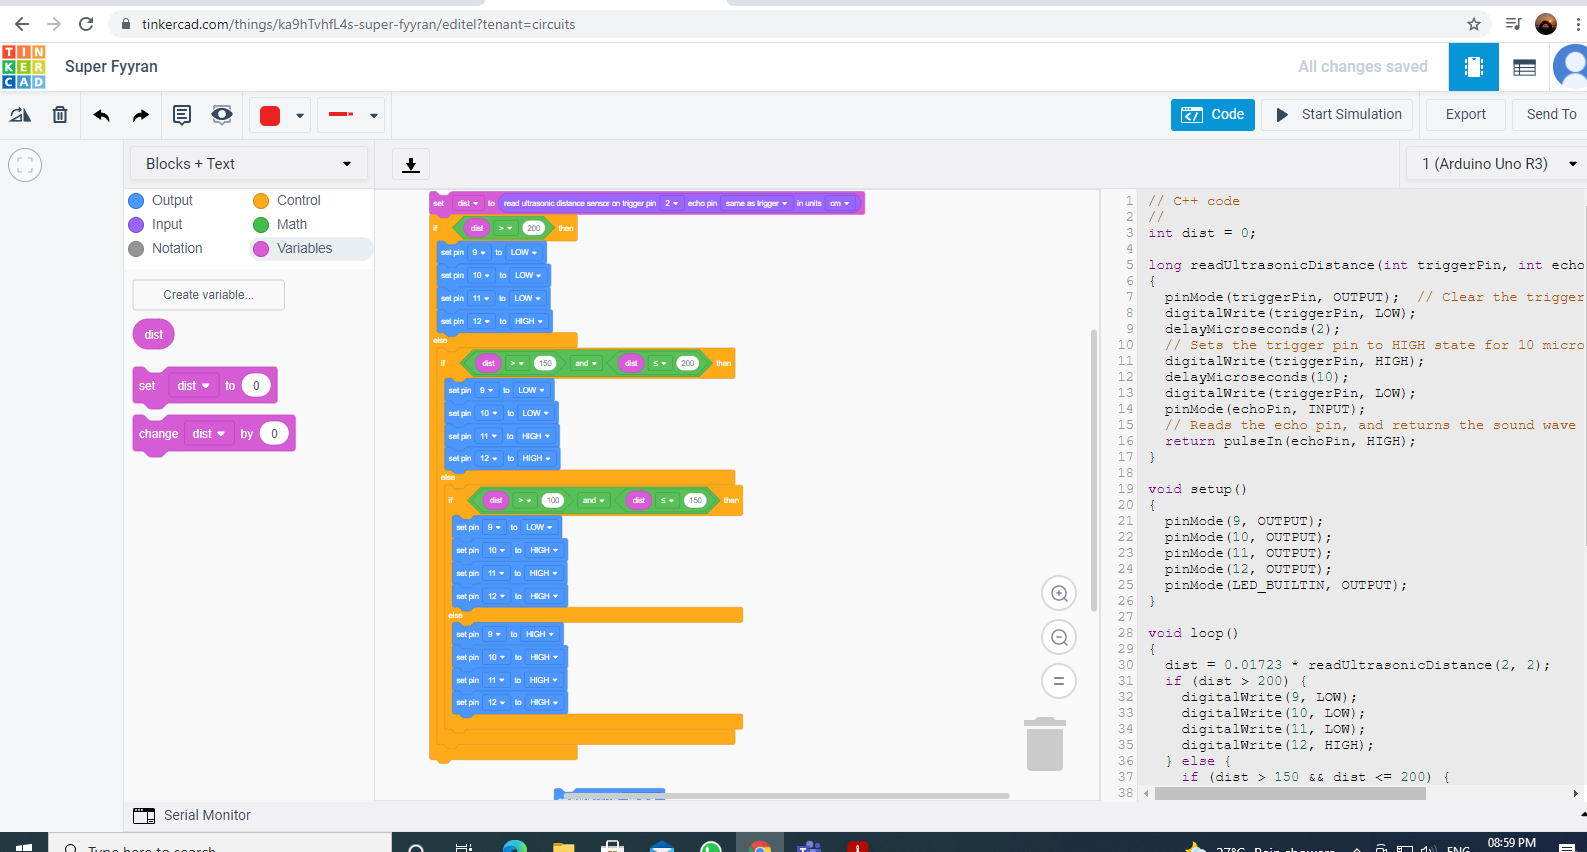 tinkercad.com/things/ka9hTvhfL4s-super-fyyran/editel?tenant=circuits
TIN
KER
CAD
Super Fyyran
All changes saved
Code
Start Simulation
Export
Send To
Blocks + Text
1 (Arduino Uno R3)
Output
Control
Input
Math
Notation
Variables
Create variable...
dist
set dist to 0
change dist by 0
set dist to read ultrasonic distance sensor on trigger pin 2 echo pin same as trigger in units cm
if dist > 200 then
set pin 9 to LOW
set pin 10 to LOW
set pin 11 to LOW
set pin 12 to HIGH
else
if dist > 150 and dist ≤ 200 then
set pin 9 to LOW
set pin 10 to LOW
set pin 11 to HIGH
set pin 12 to HIGH
else
if dist > 100 and dist ≤ 150 then
set pin 9 to LOW
set pin 10 to HIGH
set pin 11 to HIGH
set pin 12 to HIGH
else
set pin 9 to HIGH
set pin 10 to HIGH
set pin 11 to HIGH
set pin 12 to HIGH
1 // C++ code
2 //
3 int dist = 0;
4
5 long readUltrasonicDistance(int triggerPin, int echo
6 {
7 pinMode(triggerPin, OUTPUT); // Clear the trigger
8 digitalWrite(triggerPin, LOW);
9 delayMicroseconds(2);
10 // Sets the trigger pin to HIGH state for 10 micro
11 digitalWrite(triggerPin, HIGH);
12 delayMicroseconds(10);
13 digitalWrite(triggerPin, LOW);
14 pinMode(echoPin, INPUT);
15 // Reads the echo pin, and returns the sound wave
16 return pulseIn(echoPin, HIGH);
17 }
18
19 void setup()
20 {
21 pinMode(9, OUTPUT);
22 pinMode(10, OUTPUT);
23 pinMode(11, OUTPUT);
24 pinMode(12, OUTPUT);
25 pinMode(LED_BUILTIN, OUTPUT);
26 }
27
28 void loop()
29 {
30 dist = 0.01723 * readUltrasonicDistance(2, 2);
31 if (dist > 200) {
32 digitalWrite(9, LOW);
33 digitalWrite(10, LOW);
34 digitalWrite(11, LOW);
35 digitalWrite(12, HIGH);
36 } else {
37 if (dist > 150 && dist <= 200) {
38
Serial Monitor
Type here to search
27°C Rain showers
ENG
08:59 PM